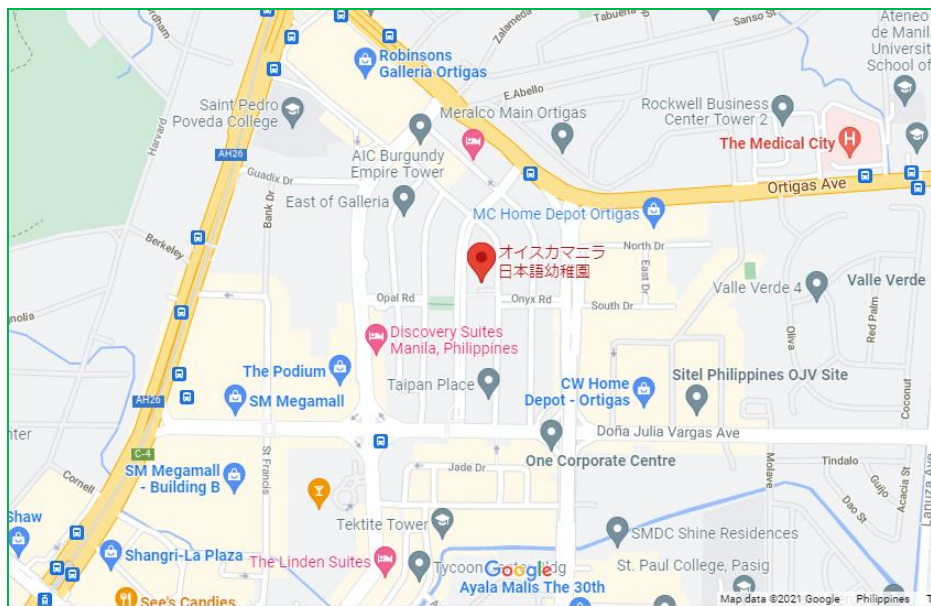 Fordham
Harvard
Zalameda
Tabuena
Sanso St
Ateneo
de Manila
University
School of
Robinsons
Galleria Ortigas
E.Abello
Saint Pedro
Poveda College
Meralco Main Ortigas
Rockwell Business
Center Tower 2
The Medical City
AH26
AIC Burgundy
Empire Tower
Guadix Dr
Bank Dr
East of Galleria
Ortigas Ave
MC Home Depot Ortigas
Berkeley
オイスカマニラ
日本語幼稚園
North Dr
East Dr
Valle Verde 4
Valle Verde
Opal Rd
Onyx Rd
South Dr
Oliva
Red Palm
Discovery Suites
Manila, Philippines
The Podium
SM Megamall
Taipan Place
CW Home
Depot - Ortigas
Sitel Philippines OJV Site
Coconut
AH26
C-4
St Francis
Doña Julia Vargas Ave
One Corporate Centre
Jade Dr
Cornell
SM Megamall
- Building B
Molave
Tindalo
Guijo
Dao St
Acacia St
Lanuza Ave
Shaw
Shangri-La Plaza
Tektite Tower
SMDC Shine Residences
The Linden Suites
Tycoon
Google
St. Paul College, Pasig
Ayala Malls The 30th
See's Candies
Map data ©2021 Google
Philippines